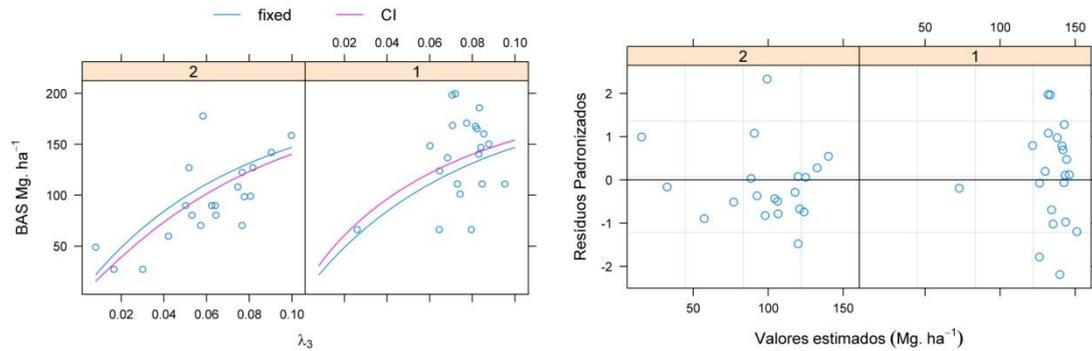 fixed CI
0.02 0.04 0.06 0.08 0.10
2 1
200
150
100
50
BAS Mg. ha⁻¹
0.02 0.04 0.06 0.08 0.10
λ₃
50 100 150
2 1
2
1
0
-1
-2
Resíduos Padronizados
50 100 150
Valores estimados (Mg. ha⁻¹)